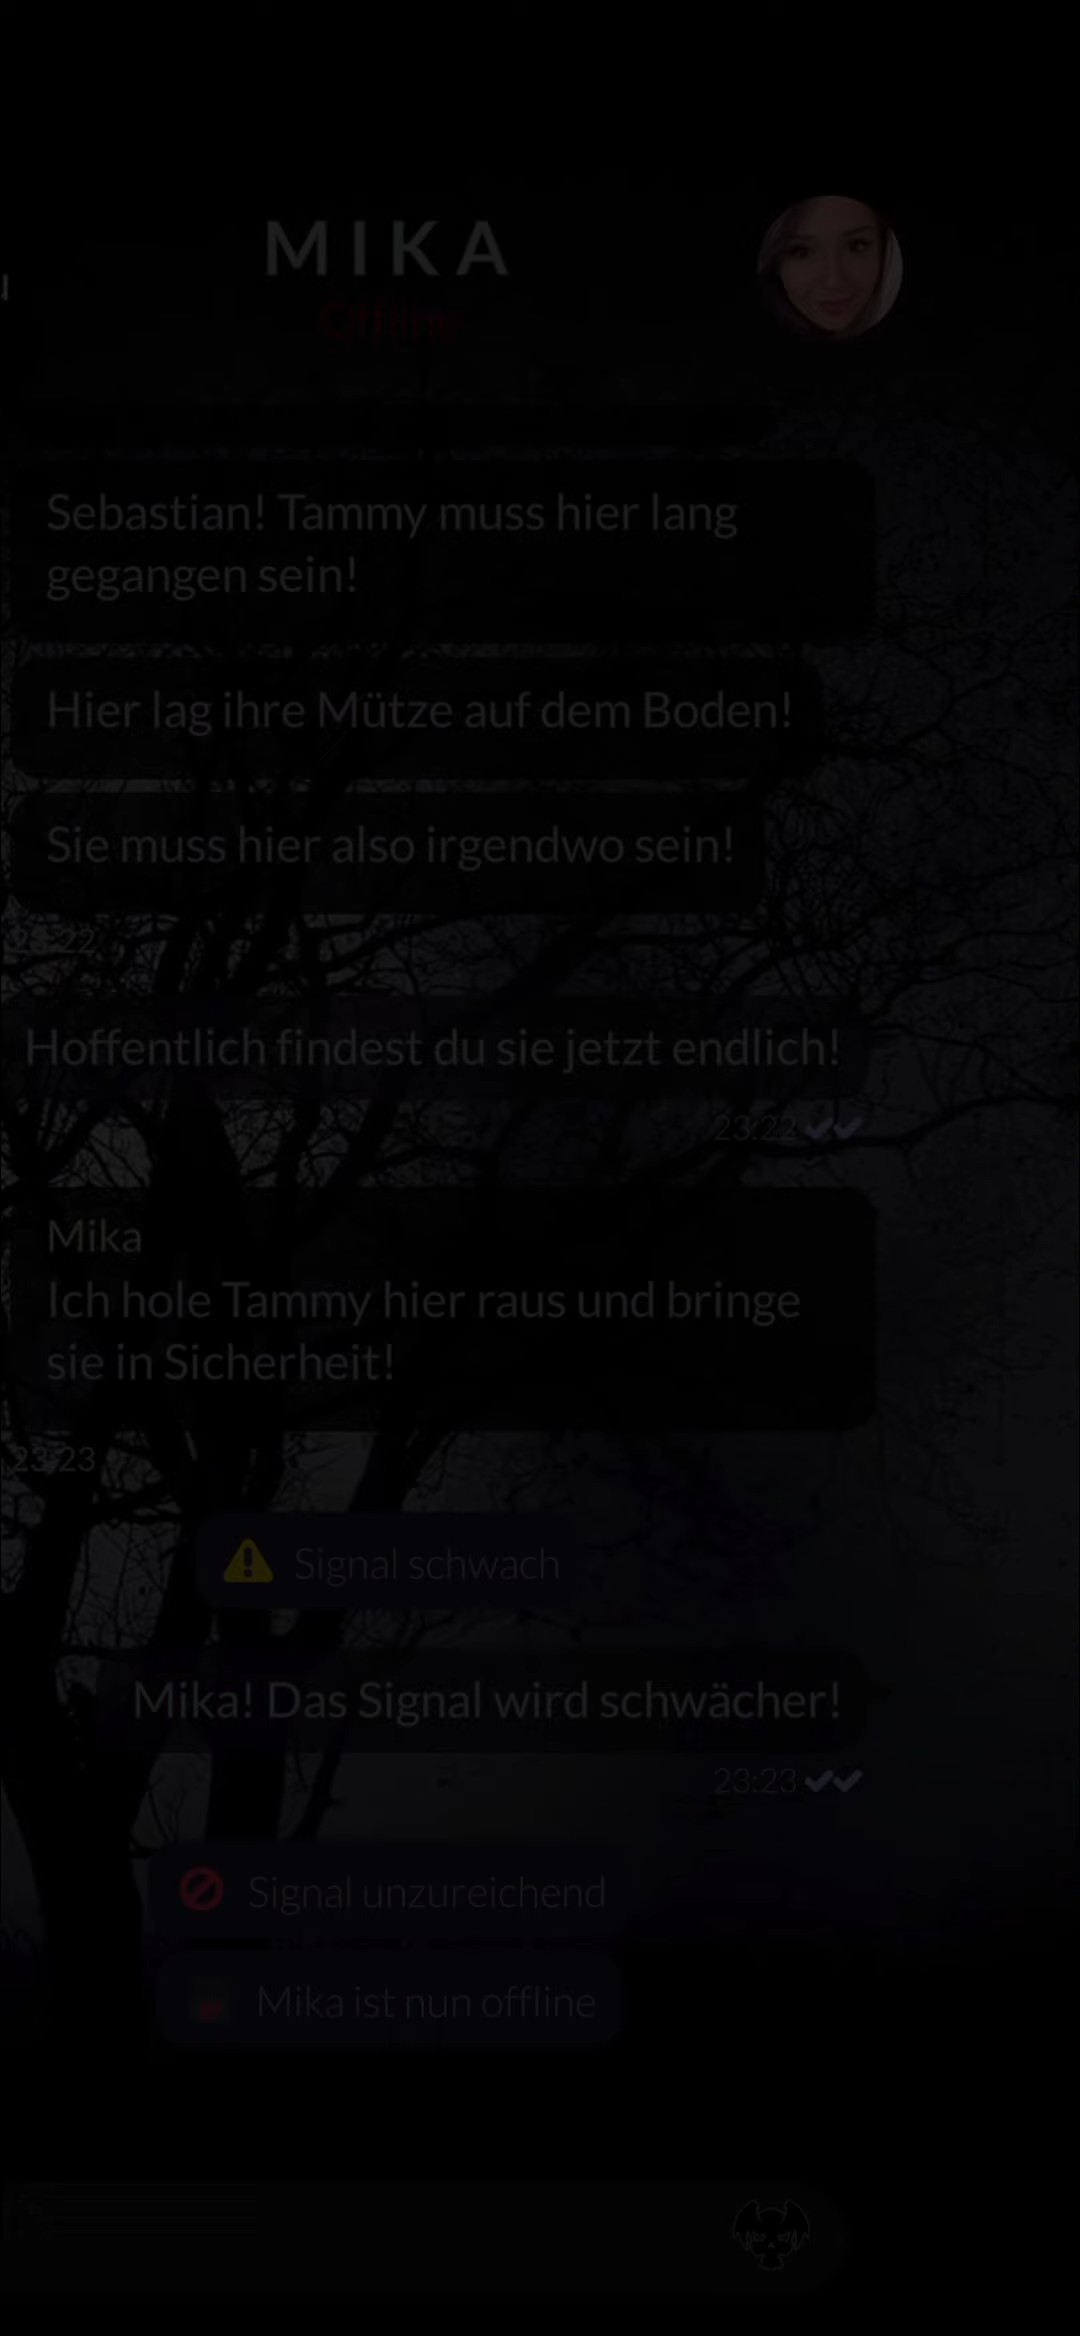 MIKA
Offline
Sebastian! Tammy muss hier lang
gegangen sein!
Hier lag ihre Mütze auf dem Boden!
Sie muss hier also irgendwo sein!
23:22
Hoffentlich findest du sie jetzt endlich!
23:22
Mika
Ich hole Tammy hier raus und bringe
sie in Sicherheit!
23:23
Signal schwach
Mika! Das Signal wird schwächer!
23:23
Signal unzureichend
Mika ist nun offline